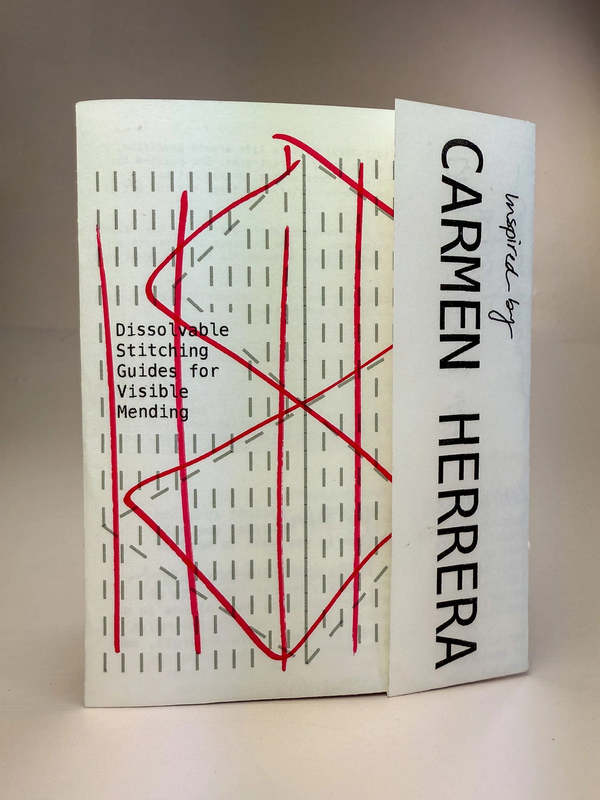 Dissolvable
Stitching
Guides for
Visible
Mending
Inspired by
CARMEN HERRERA